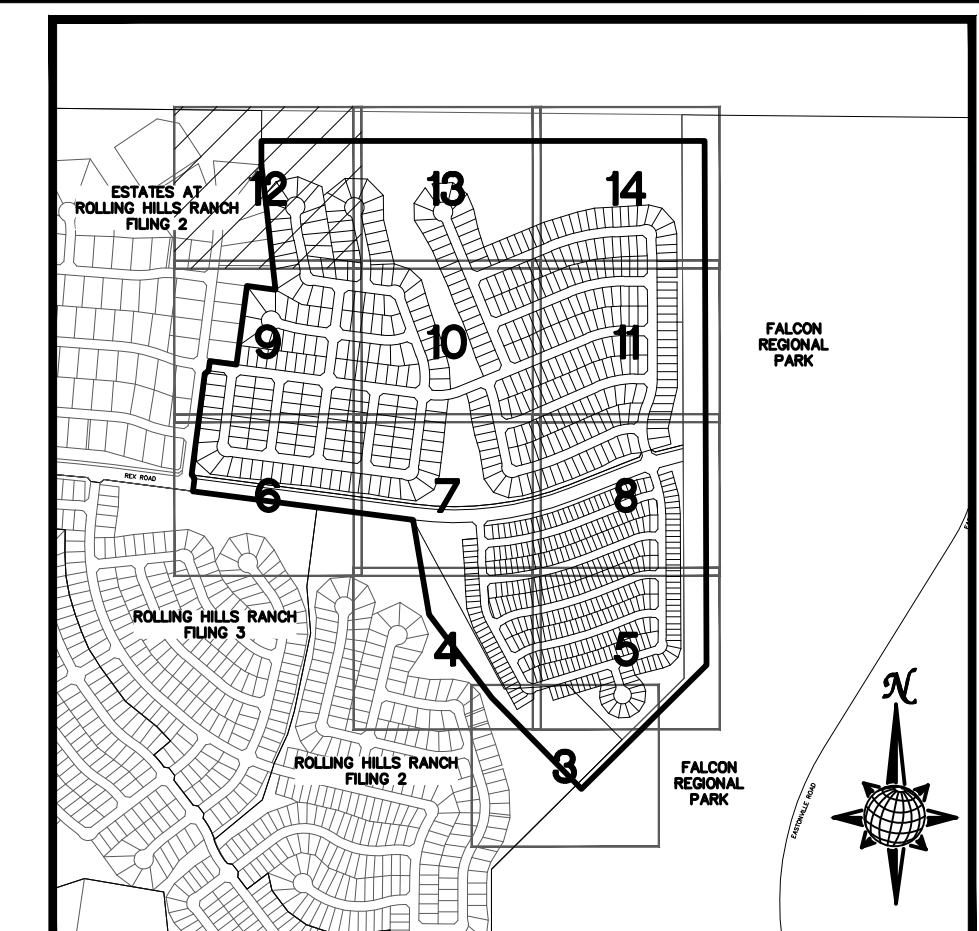 12
13
14
ESTATES AT
ROLLING HILLS RANCH
FILING 2
9
10
11
FALCON
REGIONAL
PARK
REX ROAD
6
7
8
ROLLING HILLS RANCH
FILING 3
4
5
N
ROLLING HILLS RANCH
FILING 2
3
FALCON
REGIONAL
PARK
EASTONVILLE ROAD